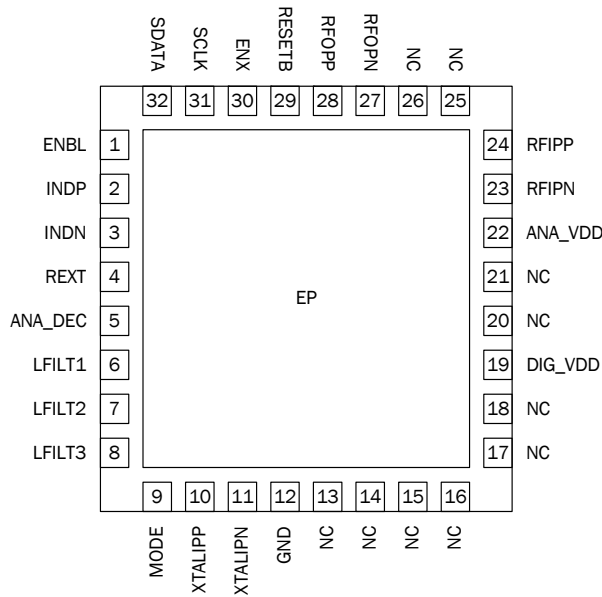 SDATA
SCLK
ENX
RESETB
RFOPP
RFOPN
NC
NC
32 31 30 29 28 27 26 25
ENBL 1
INDP 2
INDN 3
REXT 4
ANA_DEC 5
LFILT1 6
LFILT2 7
LFILT3 8
EP
24 RFIPP
23 RFIPN
22 ANA_VDD
21 NC
20 NC
19 DIG_VDD
18 NC
17 NC
9 10 11 12 13 14 15 16
MODE
XTALIPP
XTALIPN
GND
NC
NC
NC
NC